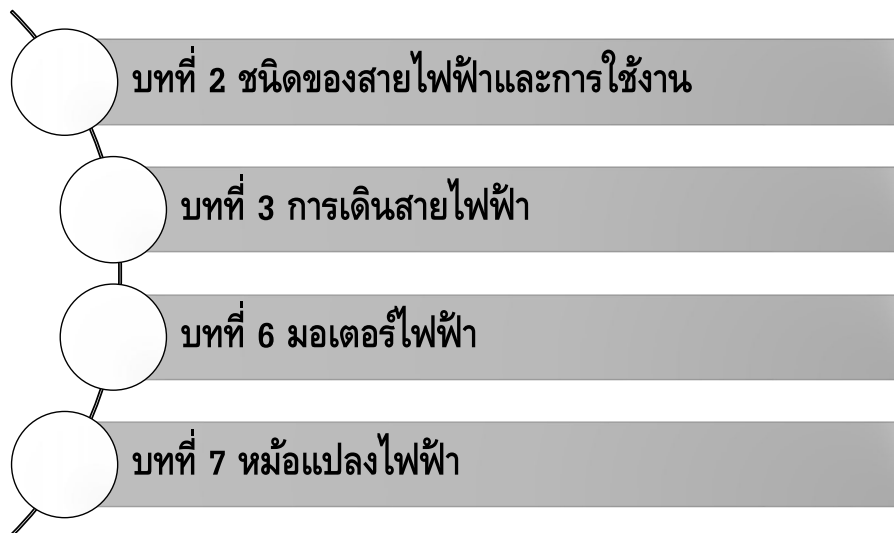 บทที่ 2 ชนิดของสายไฟฟ้าและการใช้งาน
บทที่ 3 การเดินสายไฟฟ้า
บทที่ 6 มอเตอร์ไฟฟ้า
บทที่ 7 หม้อแปลงไฟฟ้า